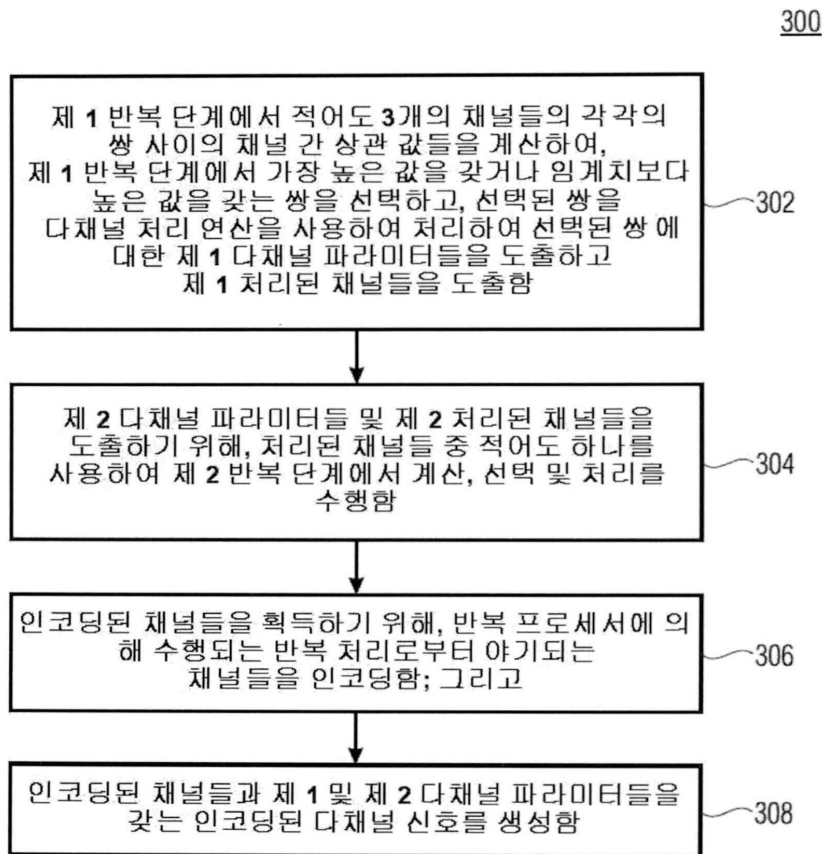 300
제 1 반복 단계에서 적어도 3개의 채널들의 각각의
쌍 사이의 채널 간 상관 값들을 계산하여,
제 1 반복 단계에서 가장 높은 값을 갖거나 임계치보다
높은 값을 갖는 쌍을 선택하고, 선택된 쌍을
다채널 처리 연산을 사용하여 처리하여 선택된 쌍 에
대한 제 1 다채널 파라미터들을 도출하고
제 1 처리된 채널들을 도출함
302
제 2 다채널 파라미터들 및 제 2 처리된 채널들을
도출하기 위해, 처리된 채널들 중 적어도 하나를
사용하여 제 2 반복 단계에서 계산, 선택 및 처리를
수행함
304
인코딩된 채널들을 획득하기 위해, 반복 프로세서에 의
해 수행되는 반복 처리로부터 야기되는
채널들을 인코딩함; 그리고
306
인코딩된 채널들과 제 1 및 제 2 다채널 파라미터들을
갖는 인코딩된 다채널 신호를 생성함
308